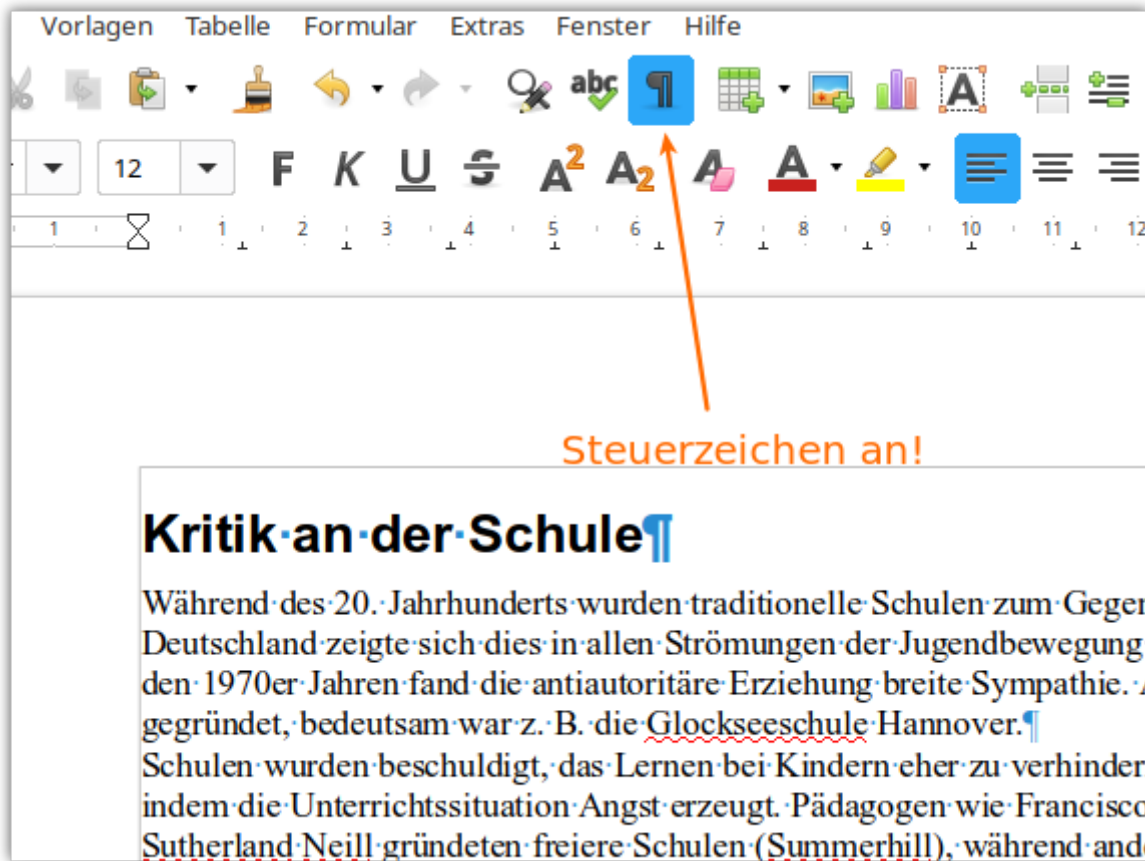 Vorlagen Tabelle Formular Extras Fenster Hilfe
abc ¶ A
12 F K U S A2 A2 A A
1 1 2 3 4 5 6 7 8 9 10 11 12
Steuerzeichen an!
Kritik·an·der·Schule¶
Während·des·20.·Jahrhunderts·wurden·traditionelle·Schulen·zum·Gegen
Deutschland·zeigte·sich·dies·in·allen·Strömungen·der·Jugendbewegung
den·1970er·Jahren·fand·die·antiautoritäre·Erziehung·breite·Sympathie.·
gegründet,·bedeutsam·war·z.·B.·die·Glockseeschule·Hannover.¶
Schulen·wurden·beschuldigt,·das·Lernen·bei·Kindern·eher·zu·verhinder
indem·die·Unterrichtssituation·Angst·erzeugt.·Pädagogen·wie·Francisco
Sutherland·Neill·gründeten·freiere·Schulen·(Summerhill),·während·and